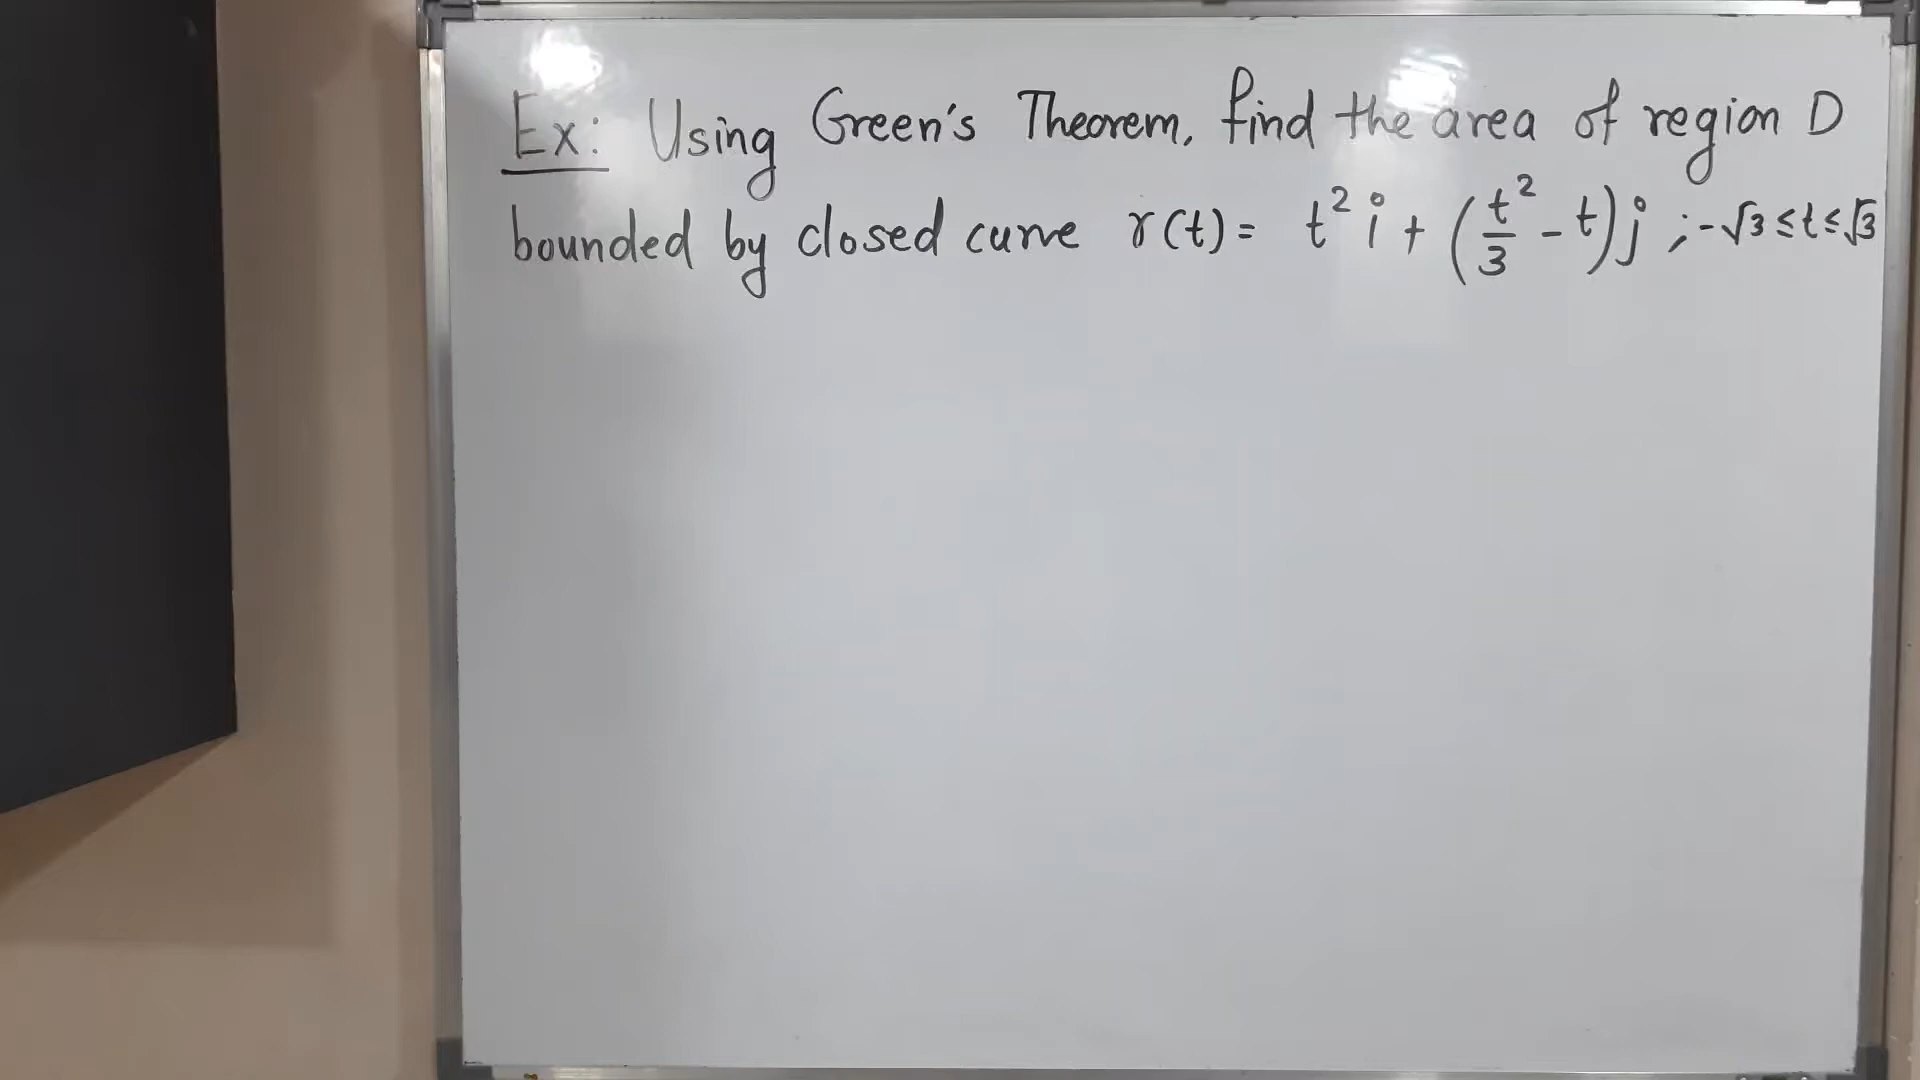 Ex: Using Green's Theorem, find the area of region D
bounded by closed curve r(t) = t² i + (t²/3 - t) j ; -√3 ≤ t ≤ √3